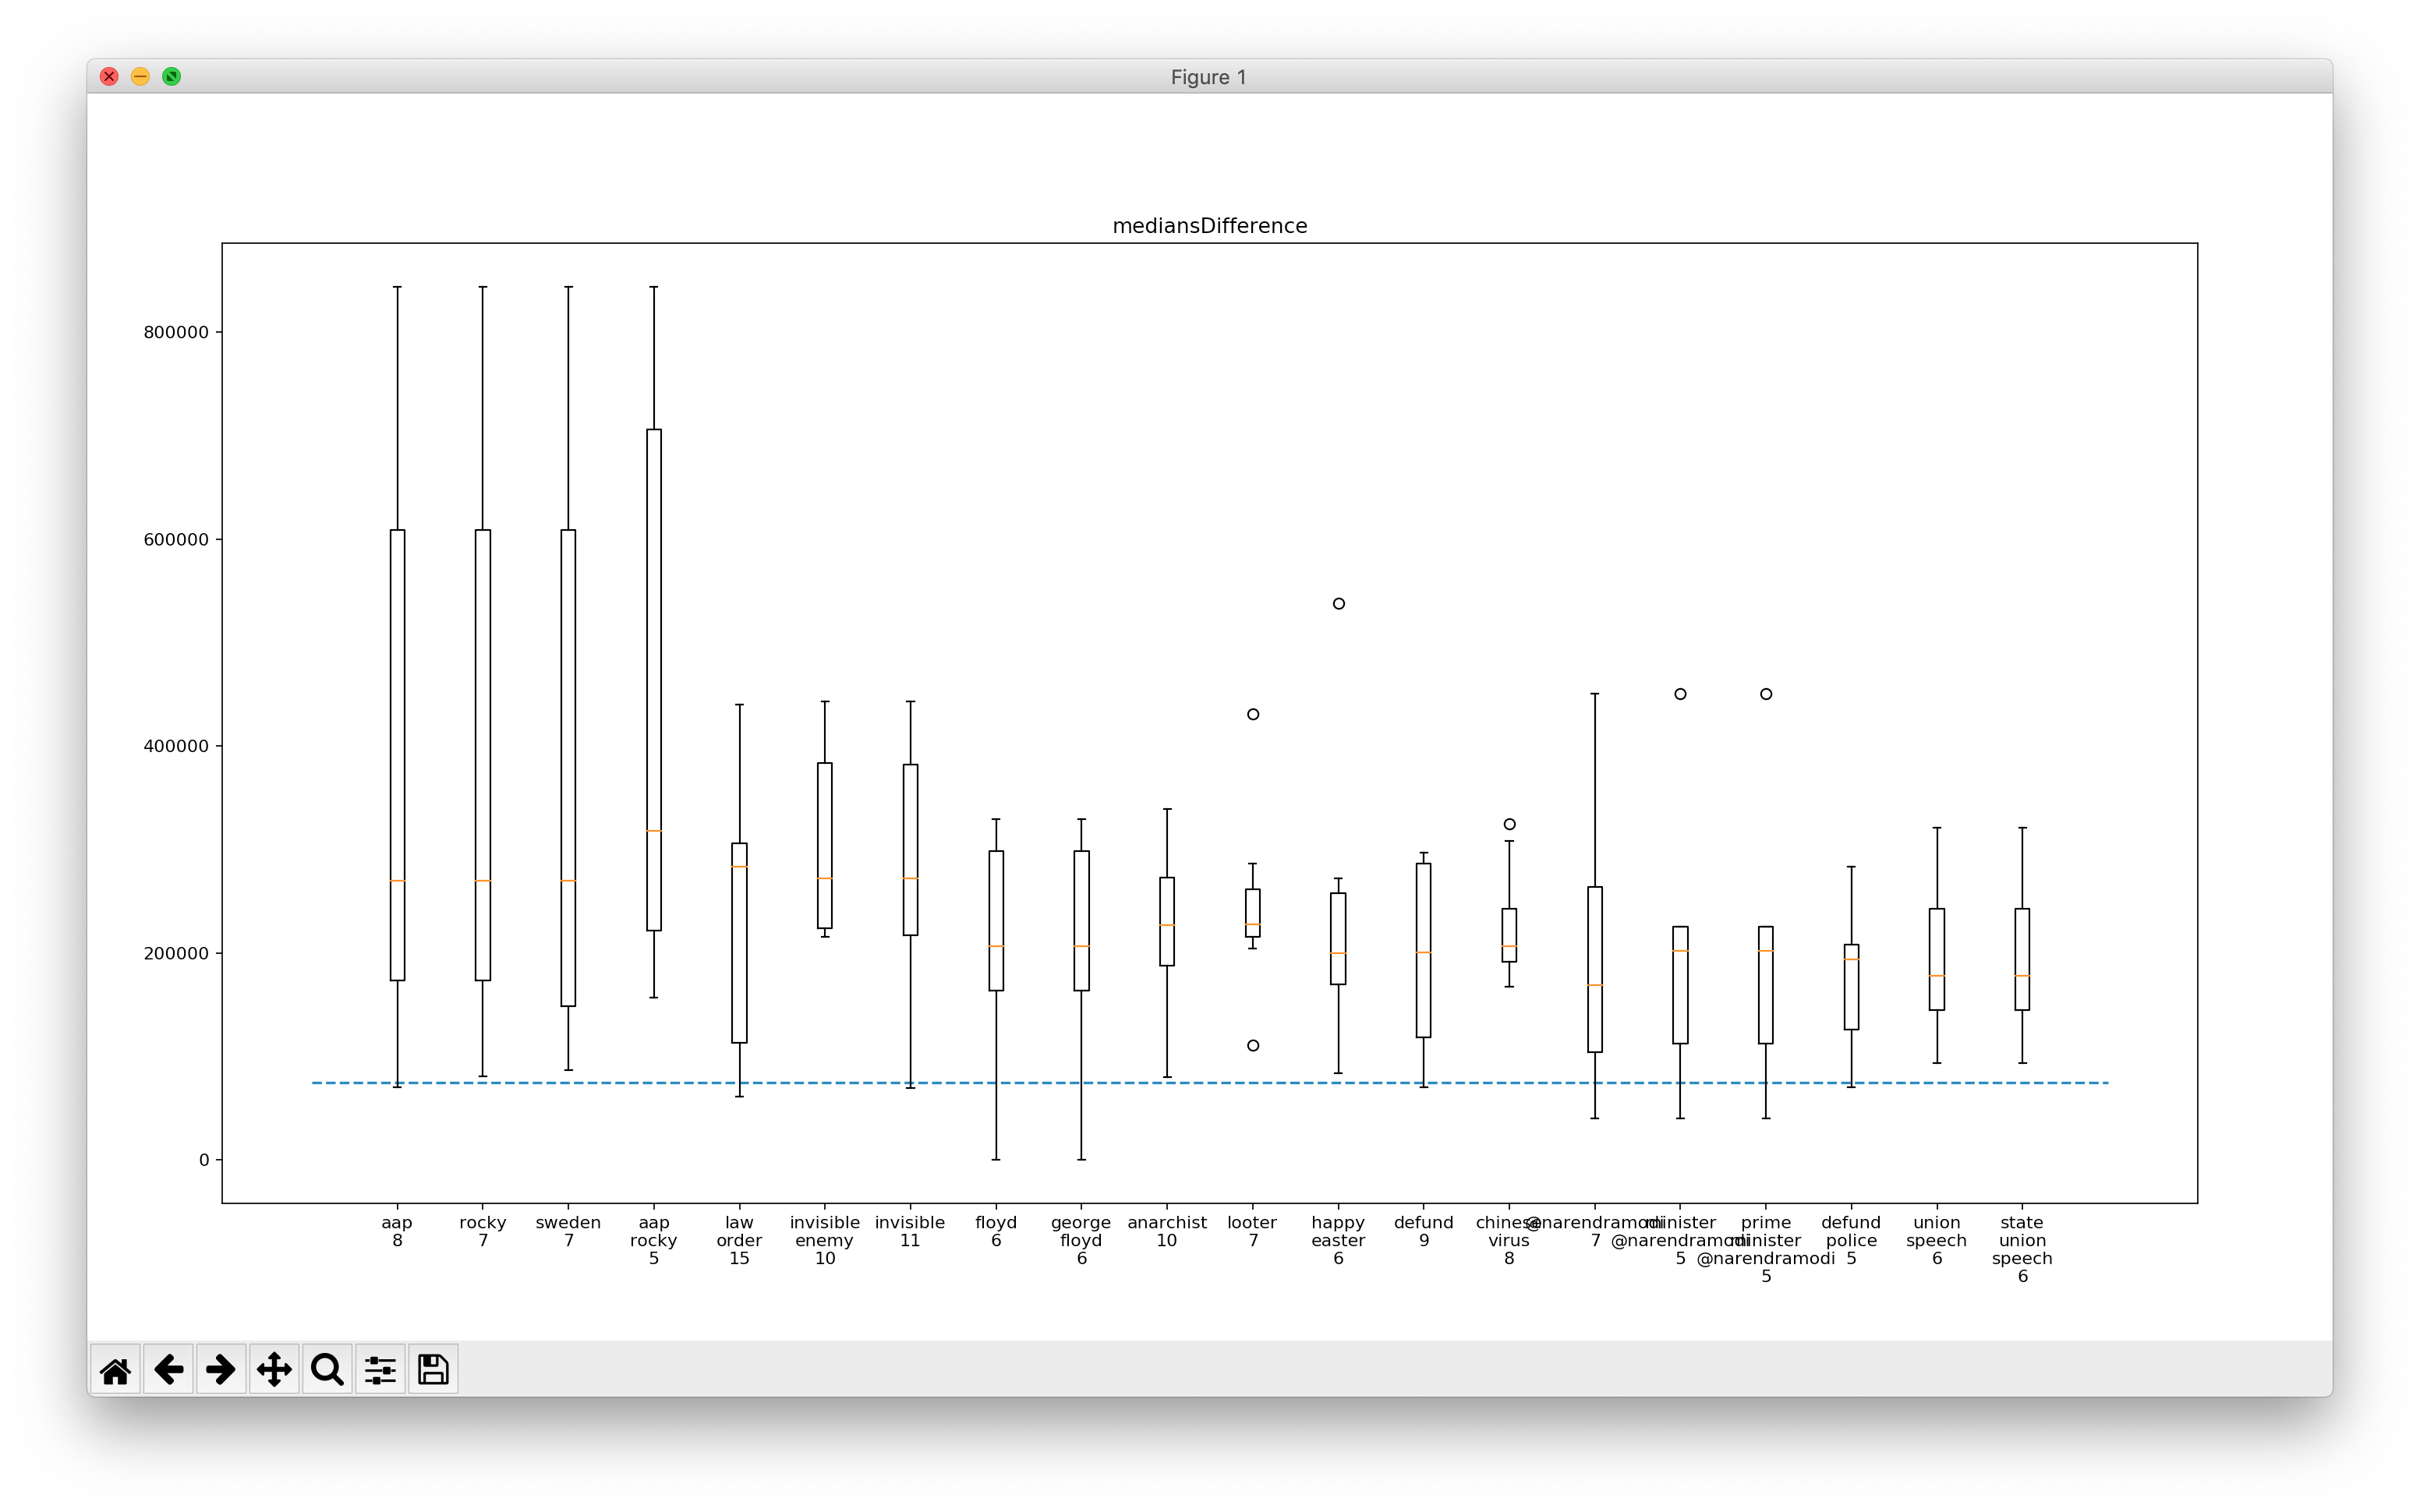 Figure 1
mediansDifference
800000
600000
400000
200000
0
aap
8
rocky
7
sweden
7
aap
rocky
5
law
order
15
invisible
enemy
10
invisible
11
floyd
6
george
floyd
6
anarchist
10
looter
7
happy
easter
6
defund
9
chinese
virus
8
@narendramodi
7
minister
@narendramodi
5
prime
minister
@narendramodi
5
defund
police
5
union
speech
6
state
union
speech
6